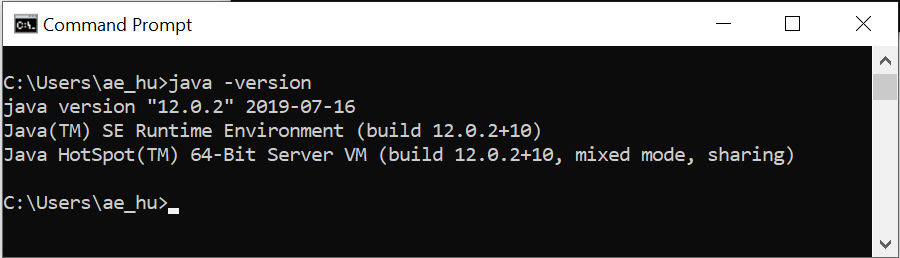 Command Prompt
C:\Users\ae_hu>java -version
java version "12.0.2" 2019-07-16
Java(TM) SE Runtime Environment (build 12.0.2+10)
Java HotSpot(TM) 64-Bit Server VM (build 12.0.2+10, mixed mode, sharing)
C:\Users\ae_hu>